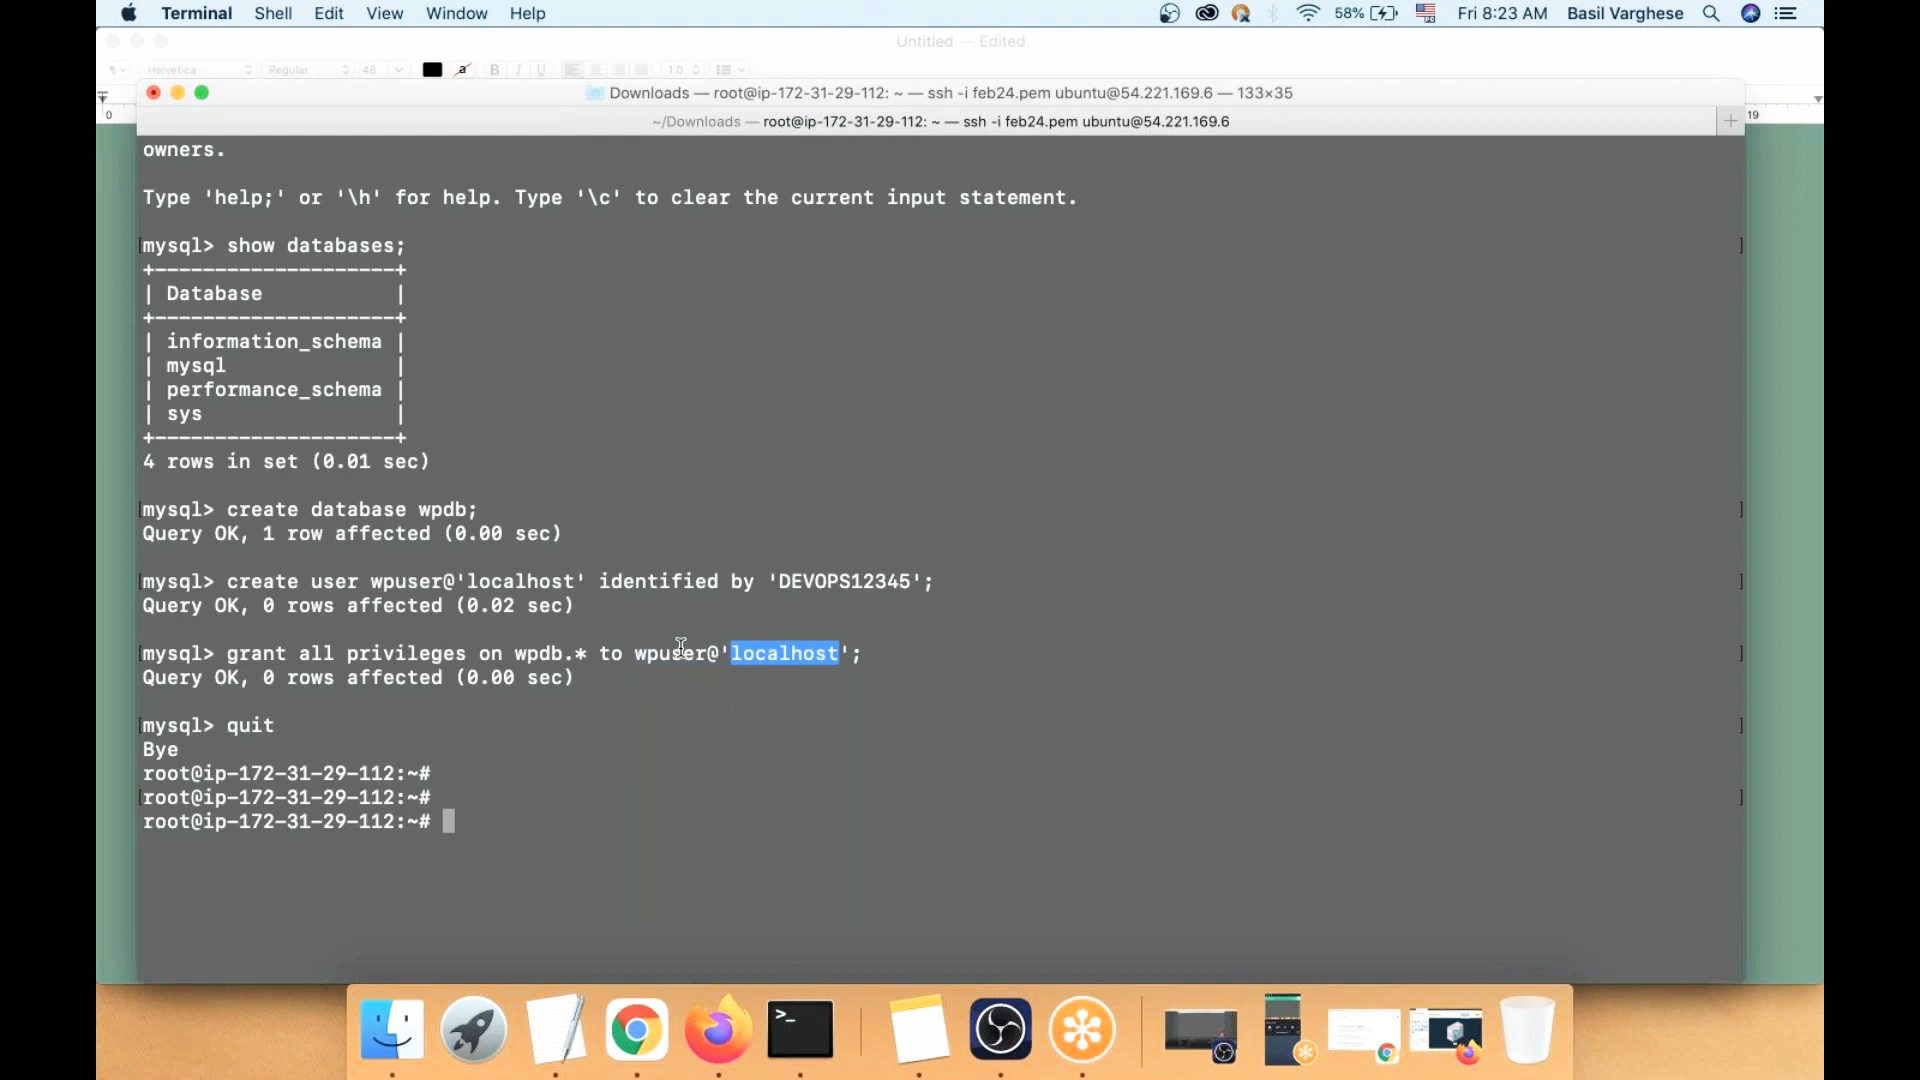 Terminal Shell Edit View Window Help 58% Fri 8:23 AM Basil Varghese
Untitled — Edited
Helvetica Regular 48 a B I U 1.0
Downloads — root@ip-172-31-29-112: ~ — ssh -i feb24.pem ubuntu@54.221.169.6 — 133×35
0 19
~/Downloads — root@ip-172-31-29-112: ~ — ssh -i feb24.pem ubuntu@54.221.169.6 +
owners.
Type 'help;' or '\h' for help. Type '\c' to clear the current input statement.
[mysql> show databases; ]
+--------------------+
| Database           |
+--------------------+
| information_schema |
| mysql              |
| performance_schema |
| sys                |
+--------------------+
4 rows in set (0.01 sec)
[mysql> create database wpdb; ]
Query OK, 1 row affected (0.00 sec)
[mysql> create user wpuser@'localhost' identified by 'DEVOPS12345'; ]
Query OK, 0 rows affected (0.02 sec)
[mysql> grant all privileges on wpdb.* to wpuser@'localhost'; ]
Query OK, 0 rows affected (0.00 sec)
[mysql> quit ]
Bye
root@ip-172-31-29-112:~#
[root@ip-172-31-29-112:~# ]
root@ip-172-31-29-112:~#
>_